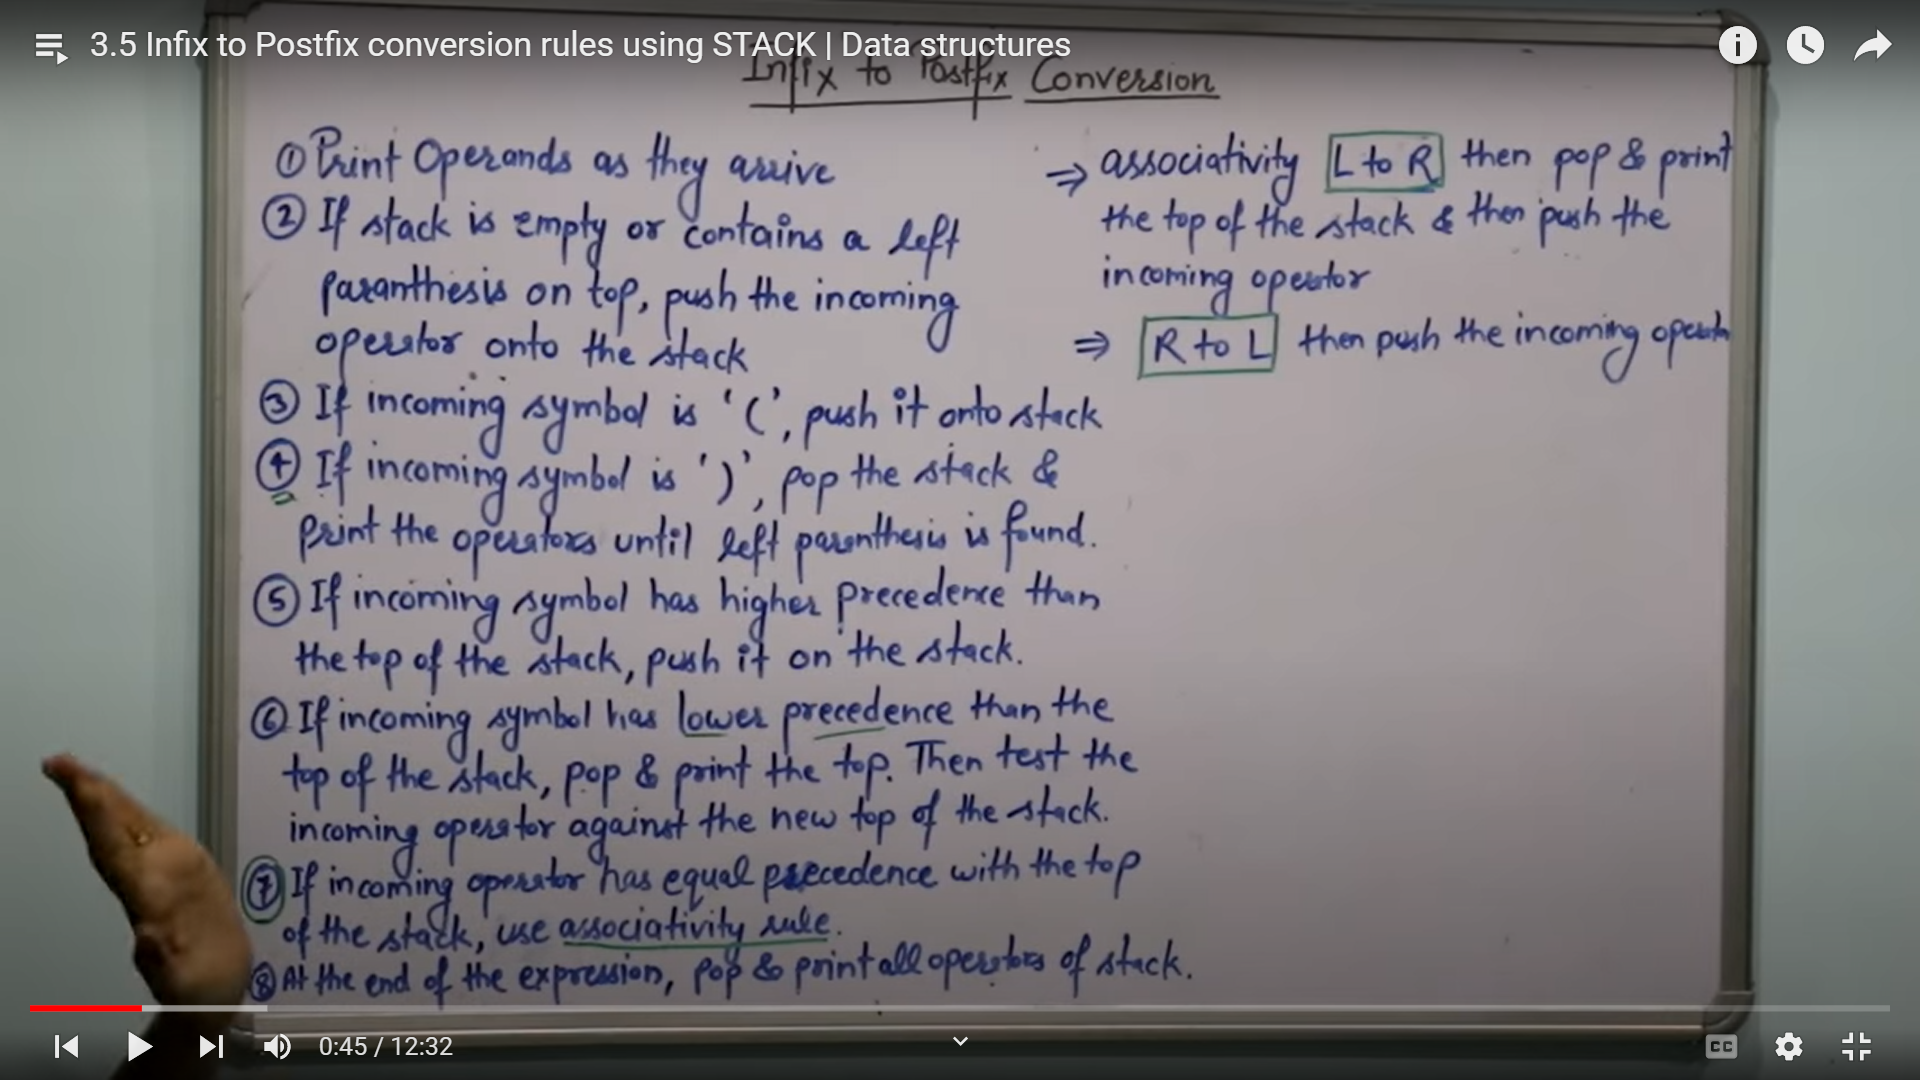 3.5 Infix to Postfix conversion rules using STACK | Data structures
Infix to Postfix Conversion
① Print Operands as they arrive
② If stack is empty or contains a left
paranthesis on top, push the incoming
operator onto the stack
③ If incoming symbol is '(', push it onto stack
④ If incoming symbol is ')', pop the stack &
print the operators until left parenthesis is found.
⑤ If incoming symbol has higher precedence than
the top of the stack, push it on the stack.
⑥ If incoming symbol has lower precedence than the
top of the stack, pop & print the top. Then test the
incoming operator against the new top of the stack.
⑦ If incoming operator has equal precedence with the top
of the stack, use associativity rule.
⑧ At the end of the expression, pop & print all operators of stack.
⇒ associativity L to R then pop & print
the top of the stack & then push the
incoming operator
⇒ R to L then push the incoming operator
0:45 / 12:32
CC